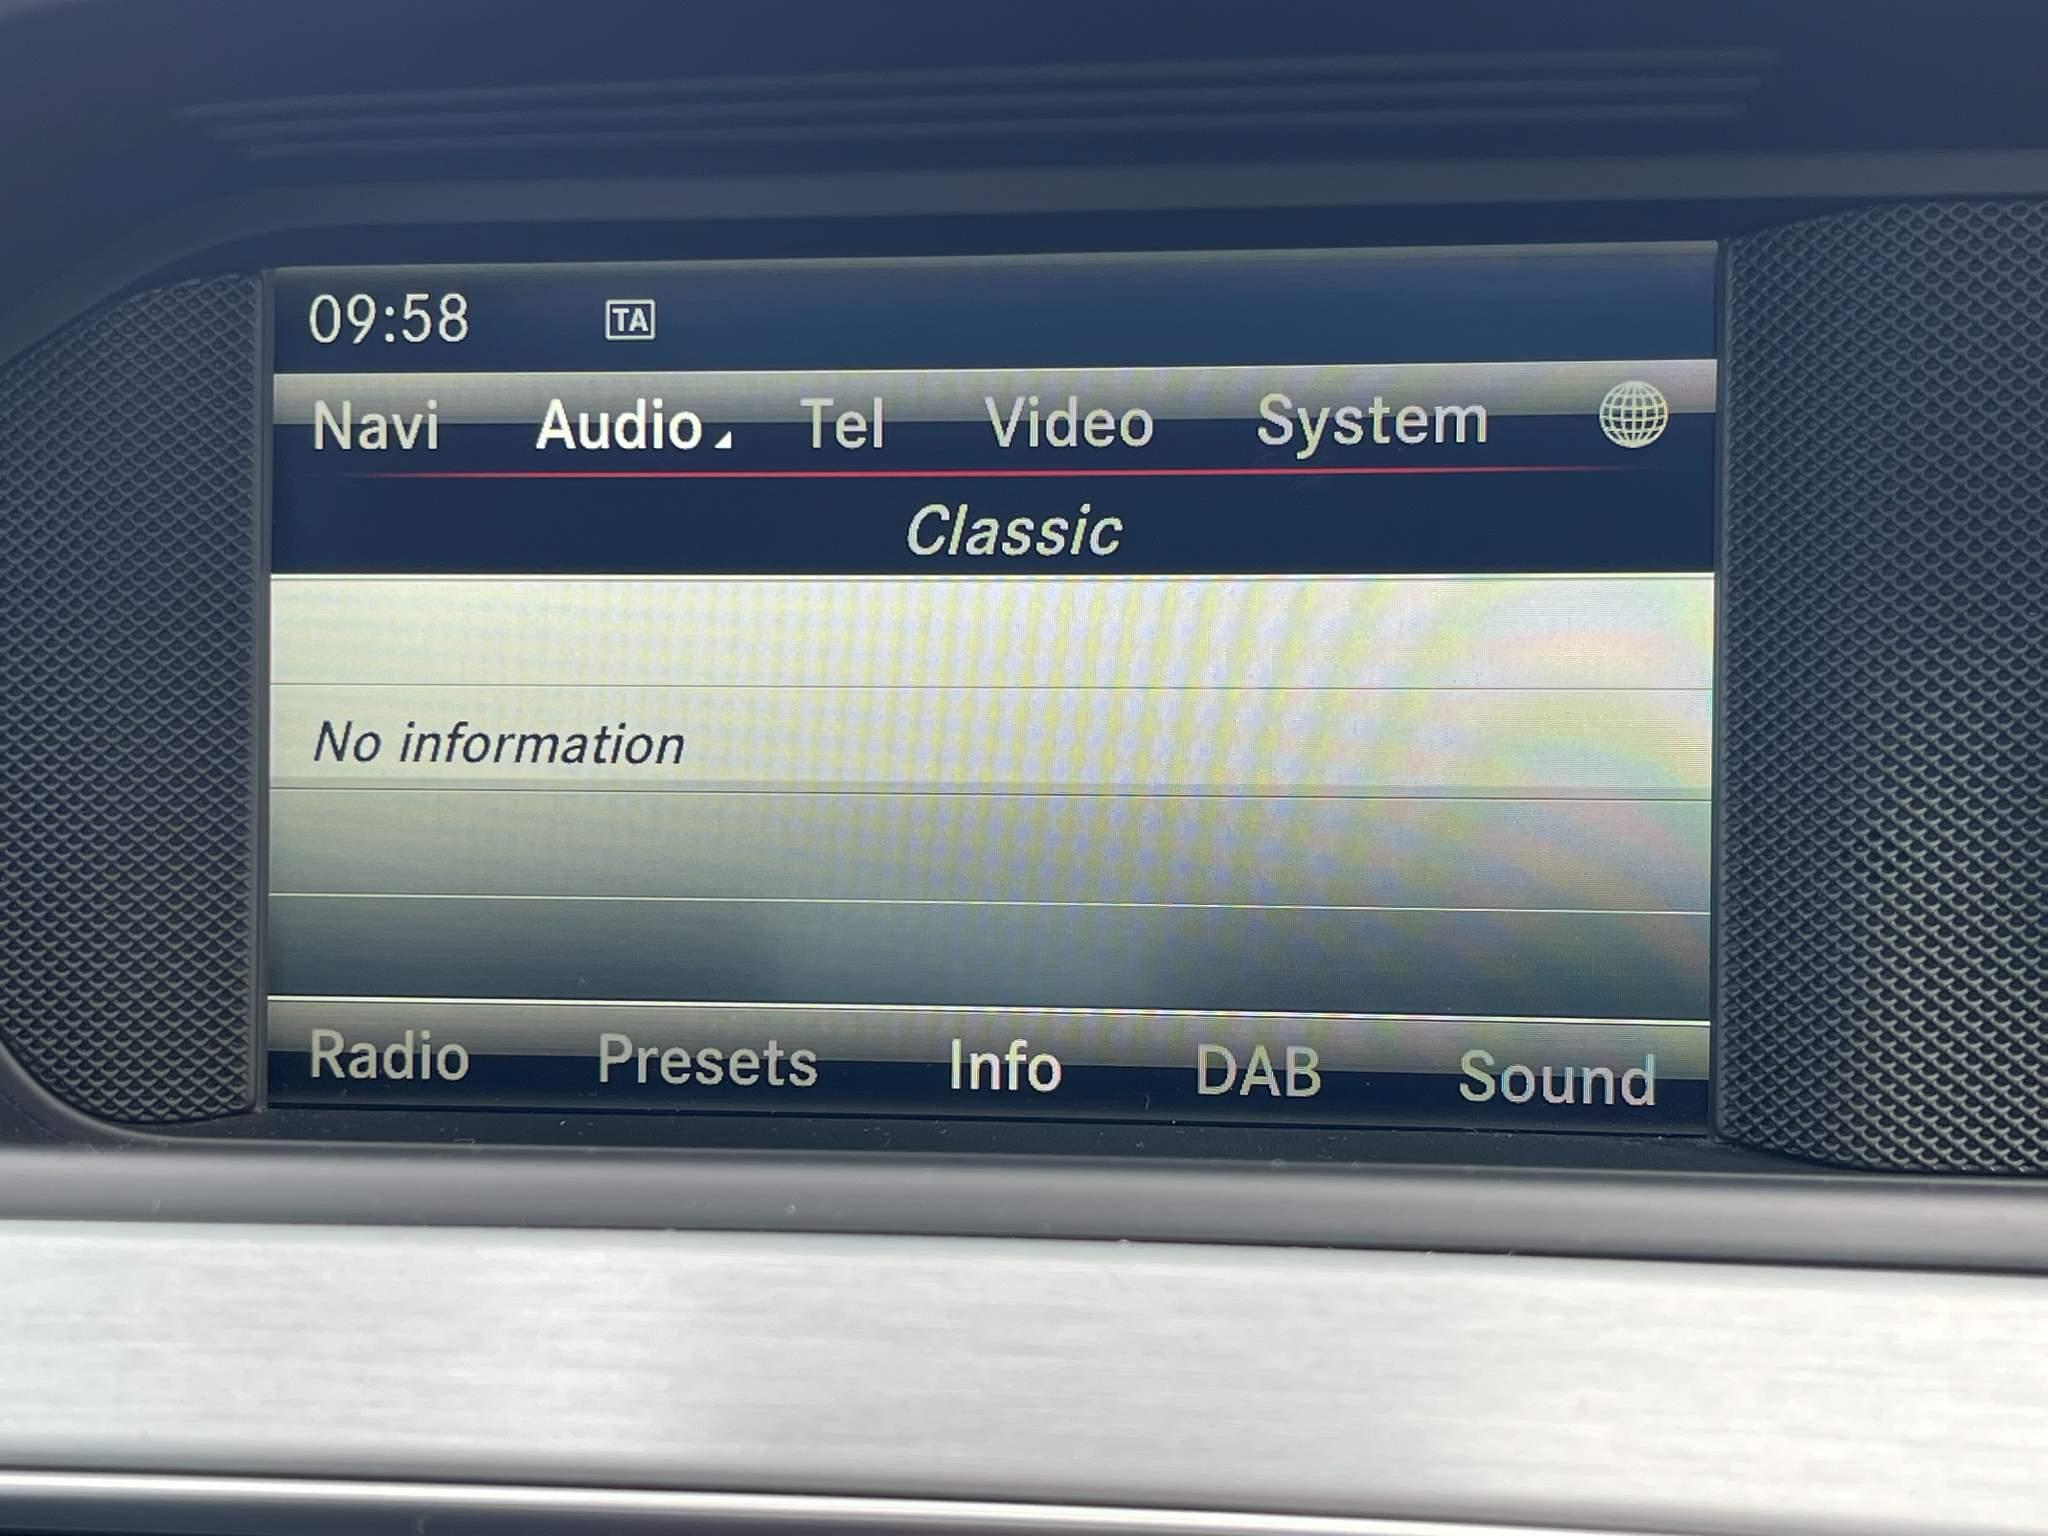 09:58 TA
Navi Audio Tel Video System
Classic
No information
Radio Presets Info DAB Sound